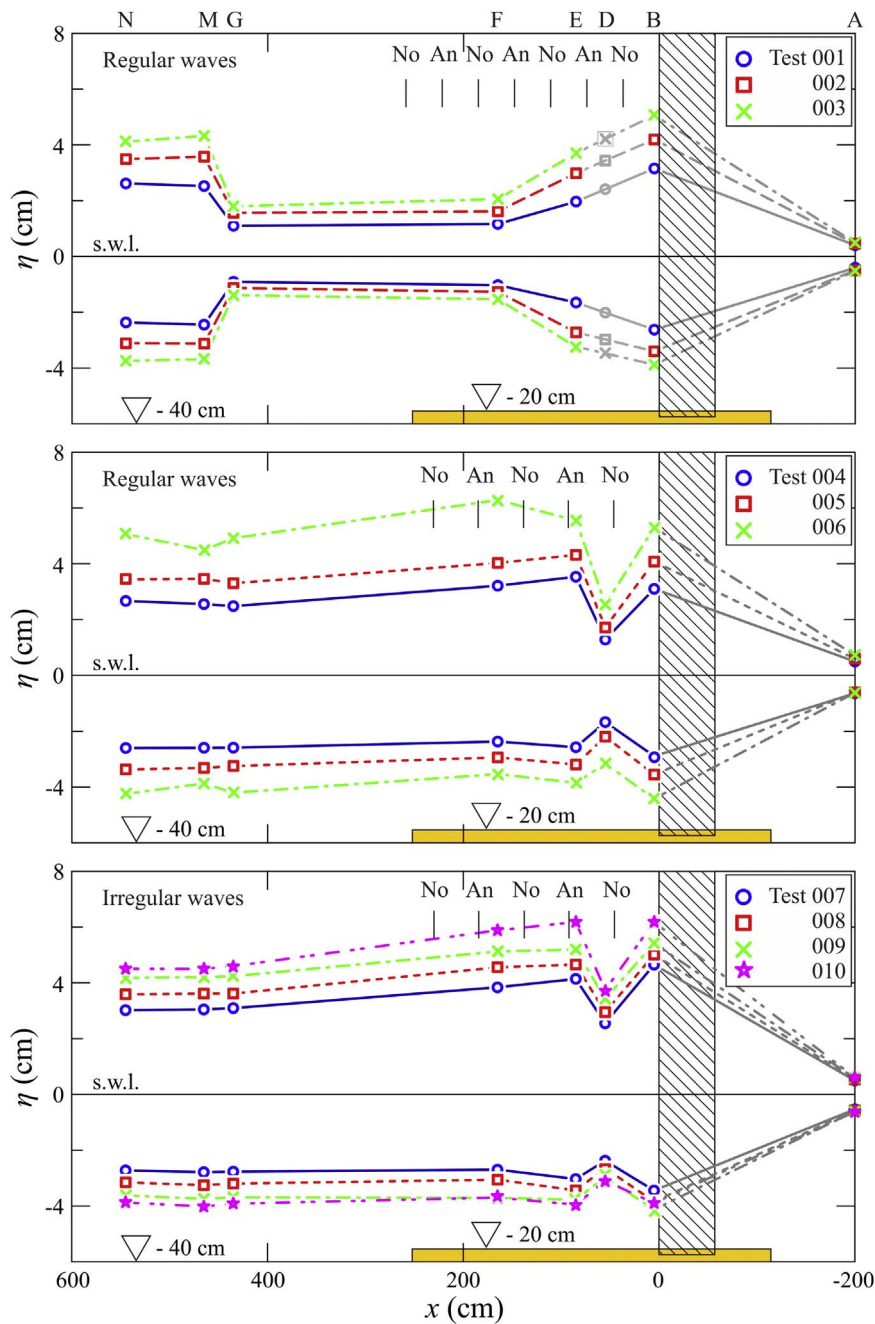 N M G F E D B A
8
Regular waves
No An No An No An No
Test 001
002
003
4
η (cm)
s.w.l.
0
-4
- 40 cm
- 20 cm
8
Regular waves
No An No An No
Test 004
005
006
4
η (cm)
s.w.l.
0
-4
- 40 cm
- 20 cm
8
Irregular waves
No An No An No
Test 007
008
009
010
4
η (cm)
s.w.l.
0
-4
- 40 cm
- 20 cm
600 400 200 0 -200
x (cm)